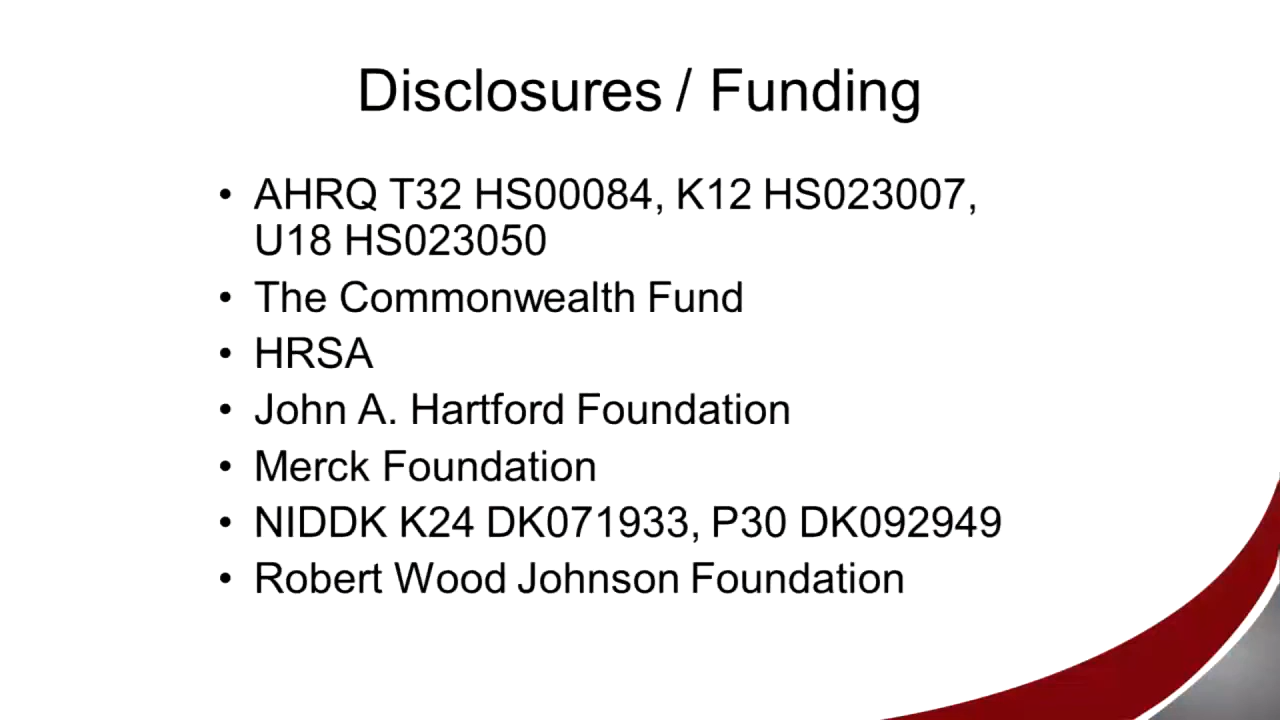 Disclosures / Funding
• AHRQ T32 HS00084, K12 HS023007,
U18 HS023050
• The Commonwealth Fund
• HRSA
• John A. Hartford Foundation
• Merck Foundation
• NIDDK K24 DK071933, P30 DK092949
• Robert Wood Johnson Foundation